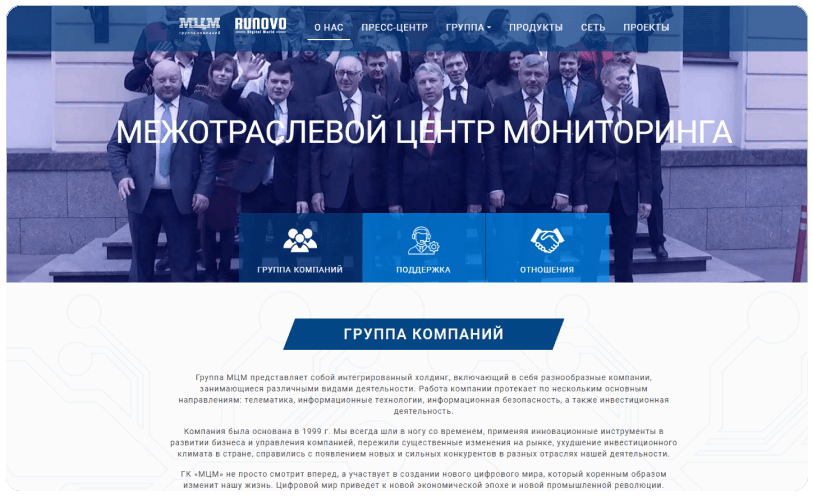 МЦМ
ГРУППА КОМПАНИЙ
RUNOVO
Digital World
О НАС ПРЕСС-ЦЕНТР ГРУППА ПРОДУКТЫ СЕТЬ ПРОЕКТЫ
МЕЖОТРАСЛЕВОЙ ЦЕНТР МОНИТОРИНГА
ГРУППА КОМПАНИЙ ПОДДЕРЖКА ОТНОШЕНИЯ
ГРУППА КОМПАНИЙ
Группа МЦМ представляет собой интегрированный холдинг, включающий в себя разнообразные компании,
занимающиеся различными видами деятельности. Работа компании протекает по нескольким основным
направлениям: телематика, информационные технологии, информационная безопасность, а также инвестиционная
деятельность.
Компания была основана в 1999 г. Мы всегда шли в ногу со временем, применяя инновационные инструменты в
развитии бизнеса и управления компанией, пережили существенные изменения на рынке, ухудшение инвестиционного
климата в стране, справились с появлением новых и сильных конкурентов в разных отраслях нашей деятельности.
ГК «МЦМ» не просто смотрит вперед, а участвует в создании нового цифрового мира, который коренным образом
изменит нашу жизнь. Цифровой мир приведет к новой экономической эпохе и новой промышленной революции.